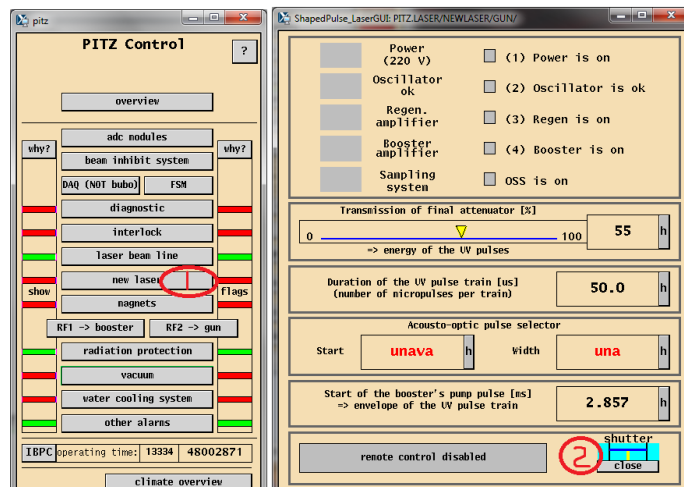 pitz
PITZ Control
?
overview
adc modules
why?
why?
beam inhibit system
DAQ (NOT bubo)
FSM
diagnostic
interlock
laser beam line
new laser
1
show
flags
magnets
RF1 -> booster
RF2 -> gun
radiation protection
vacuum
water cooling system
other alarms
IBPC
operating time:
13334
48002871
climate overview
ShapedPulse_LaserGUI: PITZ.LASER/NEWLASER/GUN/
Power
(220 V)
(1) Power is on
Oscillator
ok
(2) Oscillator is ok
Regen.
amplifier
(3) Regen is on
Booster
amplifier
(4) Booster is on
Sampling
system
OSS is on
Transmission of final attenuator [%]
0
100
55
h
=> energy of the UV pulses
Duration of the UV pulse train [us]
(number of micropulses per train)
50.0
h
Acousto-optic pulse selector
Start
unava
h
Width
una
h
Start of the booster's pump pulse [ms]
=> envelope of the UV pulse train
2.857
h
remote control disabled
2
shutter
close